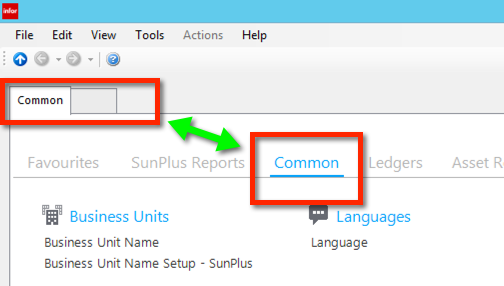 infor
File Edit View Tools Actions Help
Common
Favourites SunPlus Reports Common Ledgers Asset R
Business Units Languages
Business Unit Name Language
Business Unit Name Setup - SunPlus